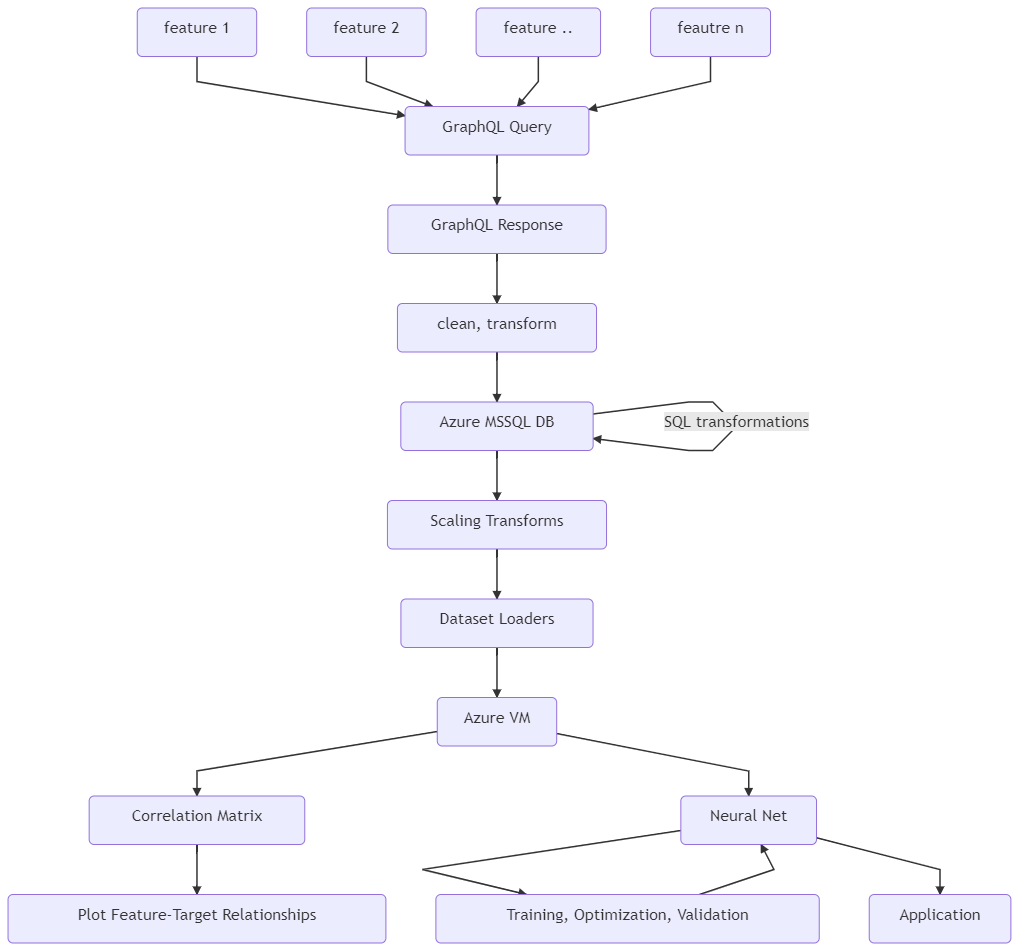 feature 1
feature 2
feature ..
feautre n
GraphQL Query
GraphQL Response
clean, transform
Azure MSSQL DB
SQL transformations
Scaling Transforms
Dataset Loaders
Azure VM
Correlation Matrix
Neural Net
Plot Feature-Target Relationships
Training, Optimization, Validation
Application